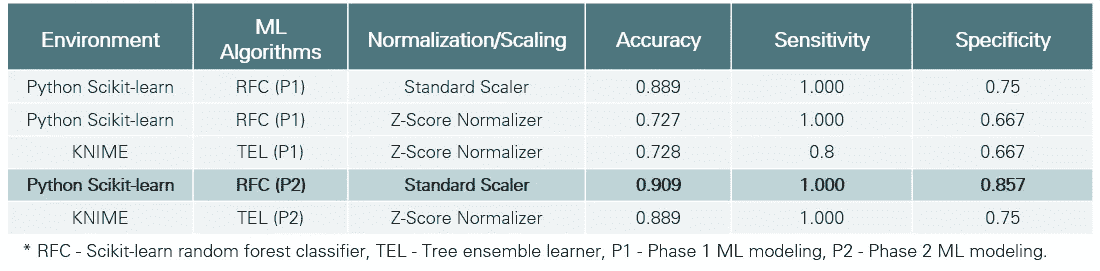 Environment ML Algorithms Normalization/Scaling Accuracy Sensitivity Specificity
Python Scikit-learn RFC (P1) Standard Scaler 0.889 1.000 0.75
Python Scikit-learn RFC (P1) Z-Score Normalizer 0.727 1.000 0.667
KNIME TEL (P1) Z-Score Normalizer 0.728 0.8 0.667
Python Scikit-learn RFC (P2) Standard Scaler 0.909 1.000 0.857
KNIME TEL (P2) Z-Score Normalizer 0.889 1.000 0.75
* RFC - Scikit-learn random forest classifier, TEL - Tree ensemble learner, P1 - Phase 1 ML modeling, P2 - Phase 2 ML modeling.